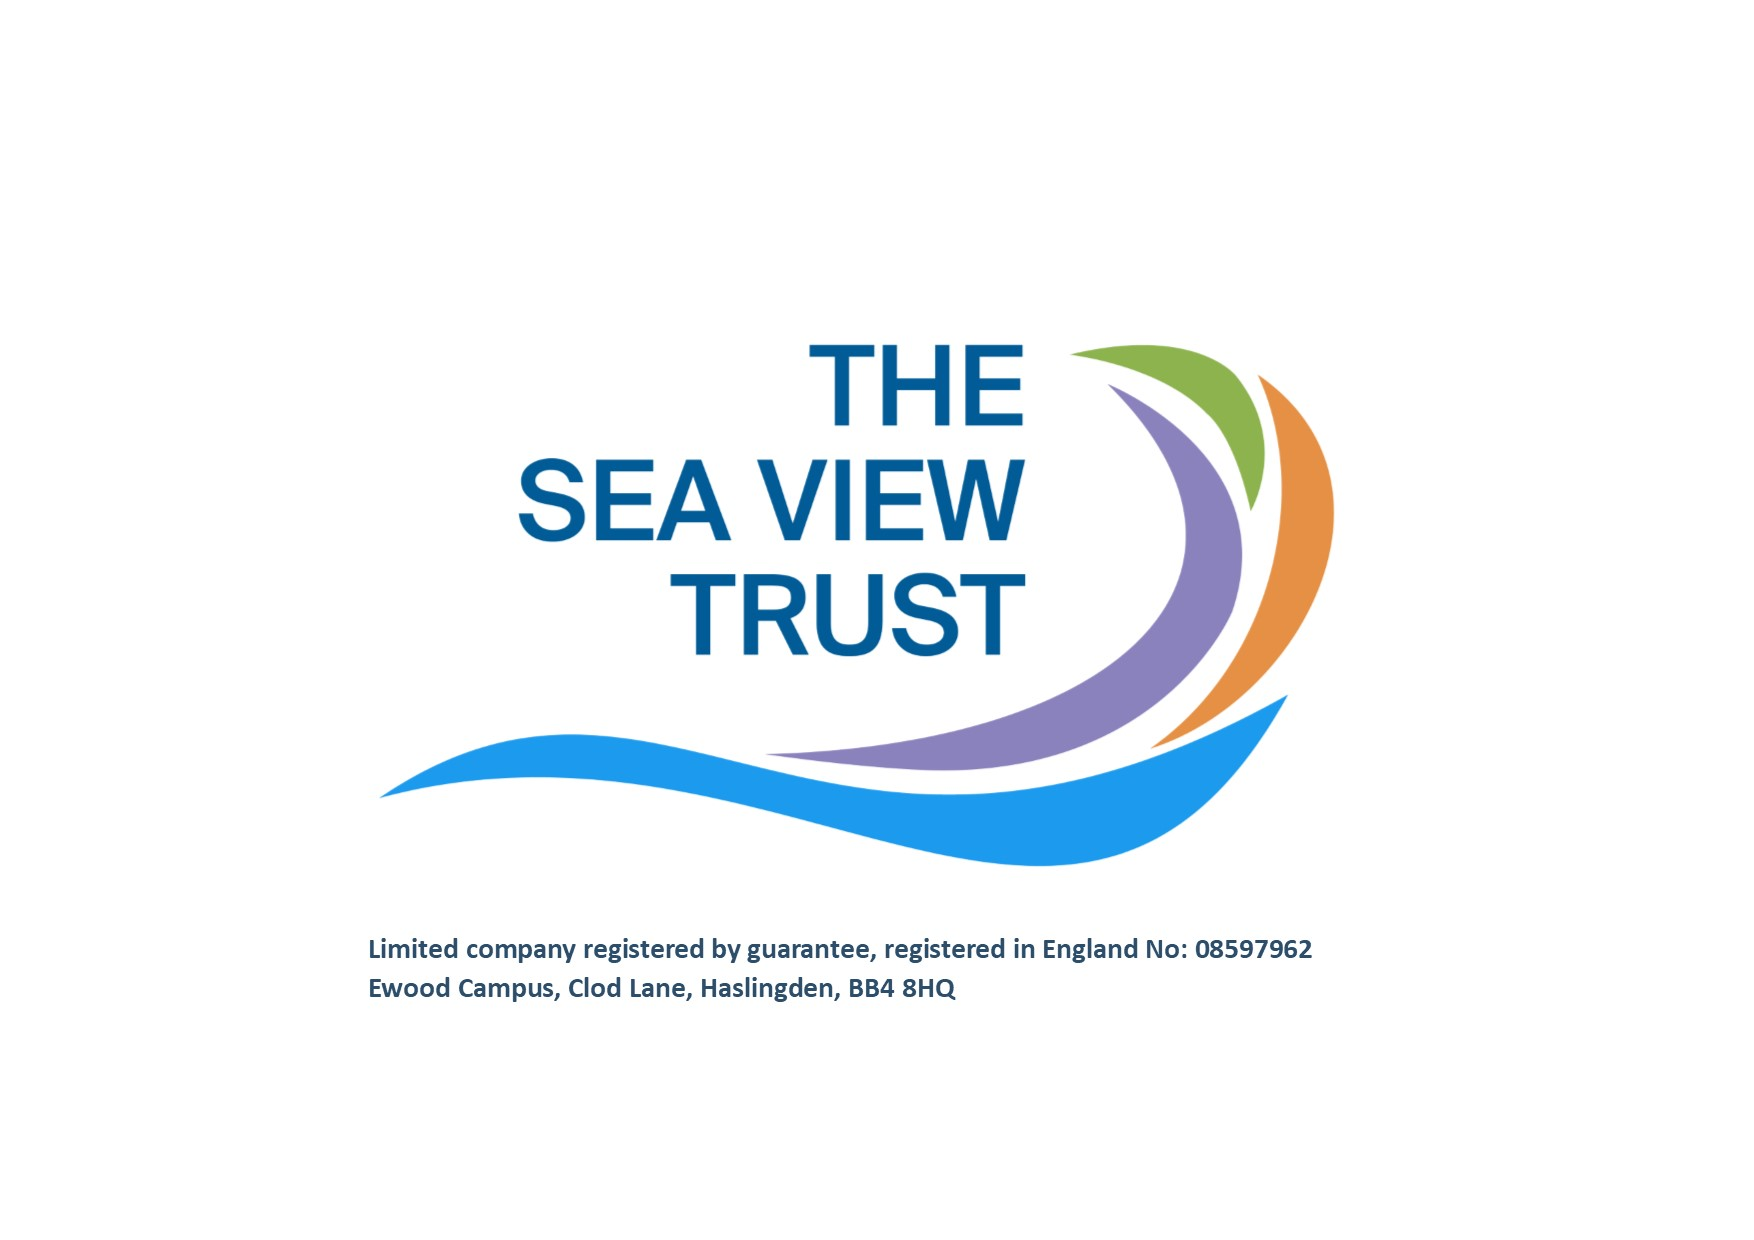 THE
SEA VIEW
TRUST
Limited company registered by guarantee, registered in England No: 08597962
Ewood Campus, Clod Lane, Haslingden, BB4 8HQ